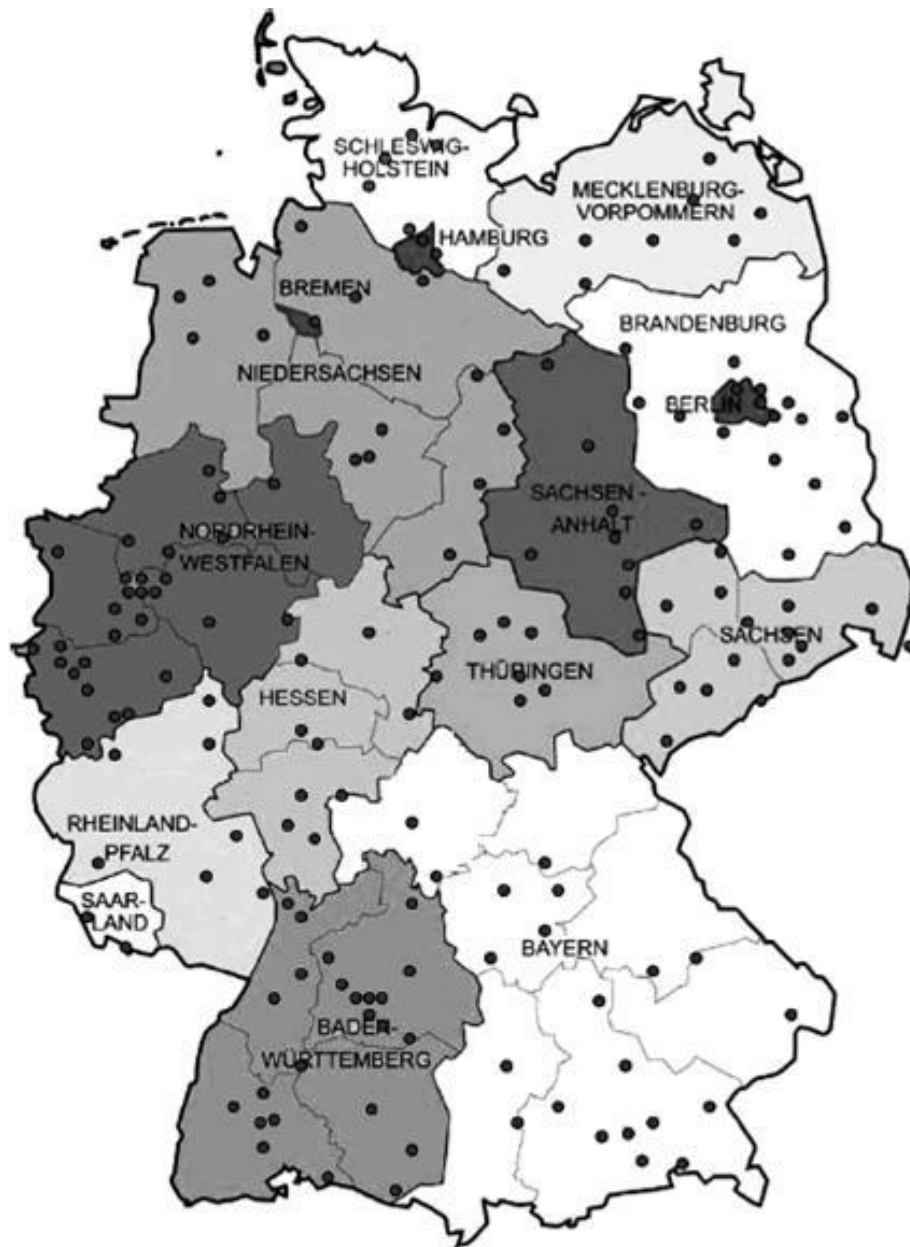 SCHLESWIG-
HOLSTEIN
MECKLENBURG-
VORPOMMERN
HAMBURG
BREMEN
BRANDENBURG
NIEDERSACHSEN
BERLIN
SACHSEN -
ANHALT
NORDRHEIN-
WESTFALEN
SACHSEN
THÜRINGEN
HESSEN
RHEINLAND-
PFALZ
SAAR-
LAND
BAYERN
BADEN-
WÜRTTEMBERG